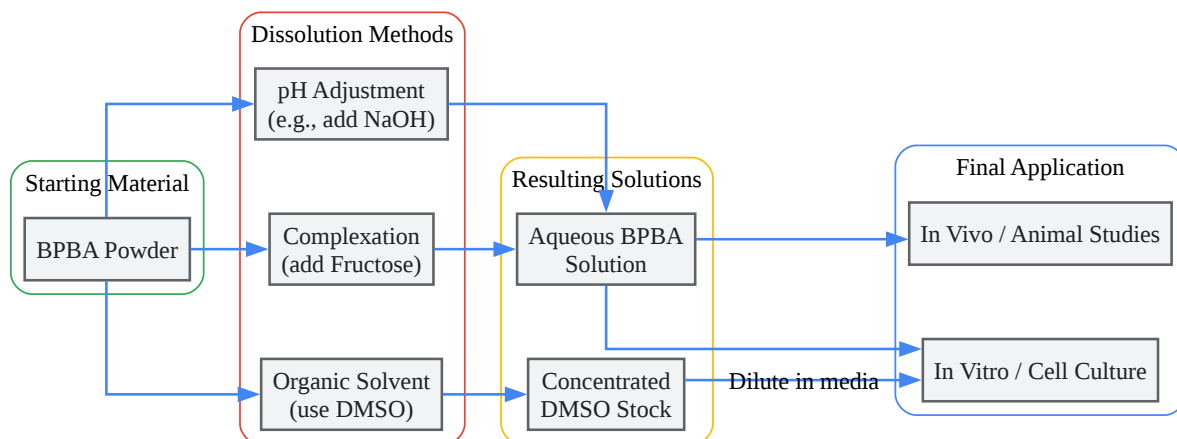 Dissolution Methods
pH Adjustment
(e.g., add NaOH)
Starting Material
BPBA Powder
Complexation
(add Fructose)
Organic Solvent
(use DMSO)
Resulting Solutions
Aqueous BPBA
Solution
Concentrated
DMSO Stock
Dilute in media
Final Application
In Vivo / Animal Studies
In Vitro / Cell Culture